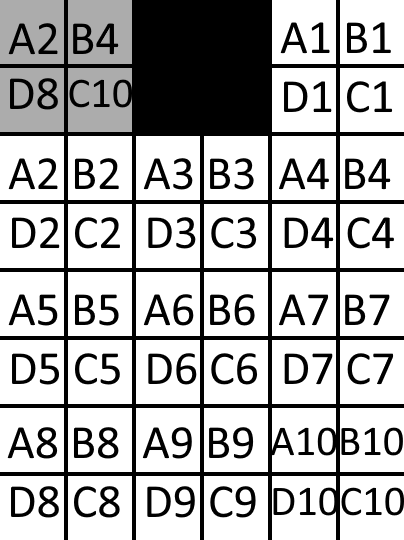 A2 B4 A1 B1
D8 C10 D1 C1
A2 B2 A3 B3 A4 B4
D2 C2 D3 C3 D4 C4
A5 B5 A6 B6 A7 B7
D5 C5 D6 C6 D7 C7
A8 B8 A9 B9 A10 B10
D8 C8 D9 C9 D10 C10